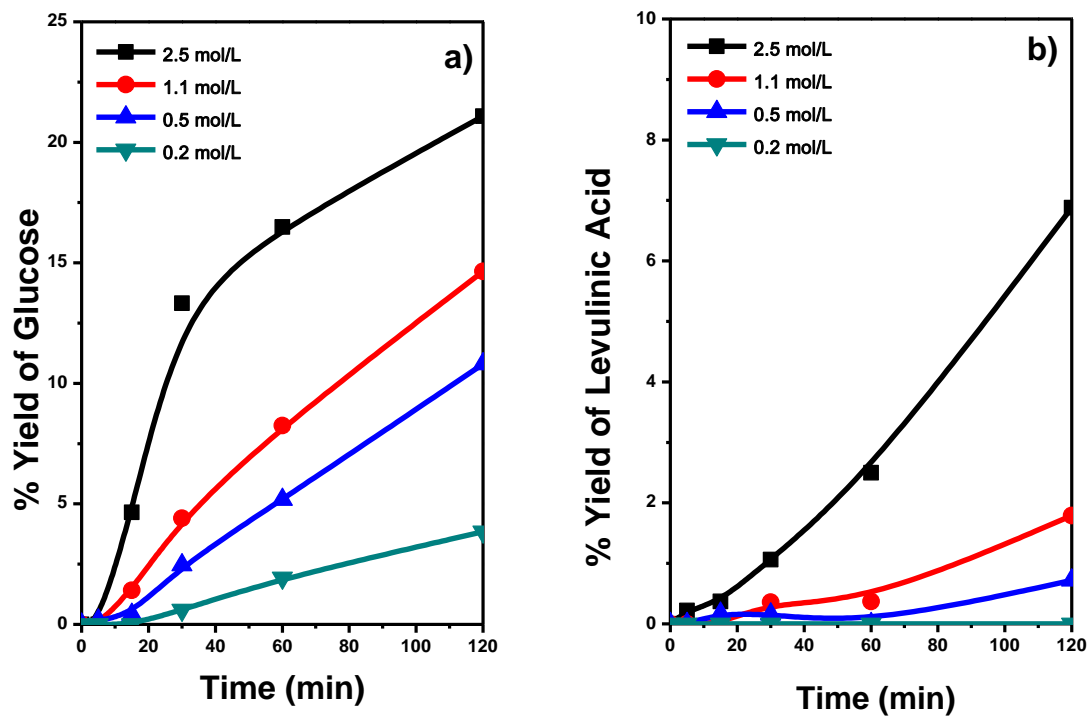 a)
2.5 mol/L
1.1 mol/L
0.5 mol/L
0.2 mol/L
25
20
15
10
5
0
% Yield of Glucose
0 20 40 60 80 100 120
Time (min)
b)
2.5 mol/L
1.1 mol/L
0.5 mol/L
0.2 mol/L
10
8
6
4
2
0
% Yield of Levulinic Acid
0 20 40 60 80 100 120
Time (min)